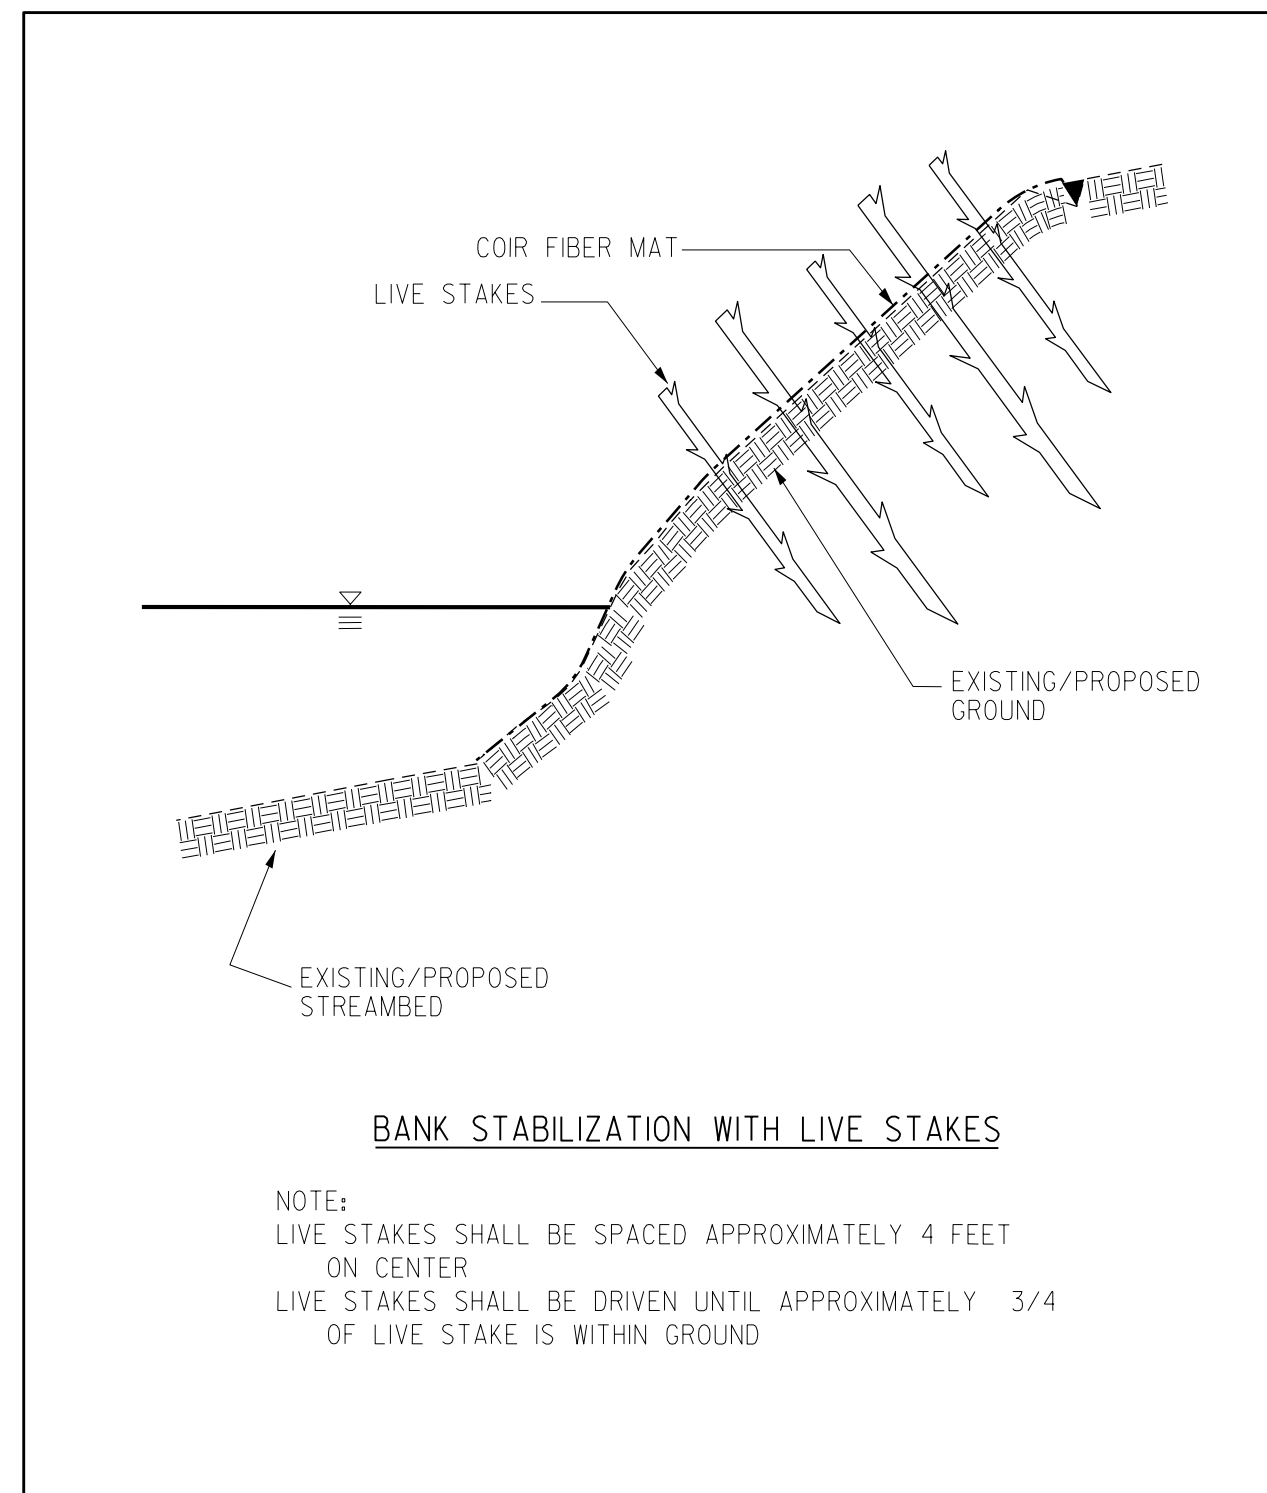 COIR FIBER MAT
LIVE STAKES
EXISTING/PROPOSED
GROUND
EXISTING/PROPOSED
STREAMBED
BANK STABILIZATION WITH LIVE STAKES
NOTE:
LIVE STAKES SHALL BE SPACED APPROXIMATELY 4 FEET
ON CENTER
LIVE STAKES SHALL BE DRIVEN UNTIL APPROXIMATELY 3/4
OF LIVE STAKE IS WITHIN GROUND